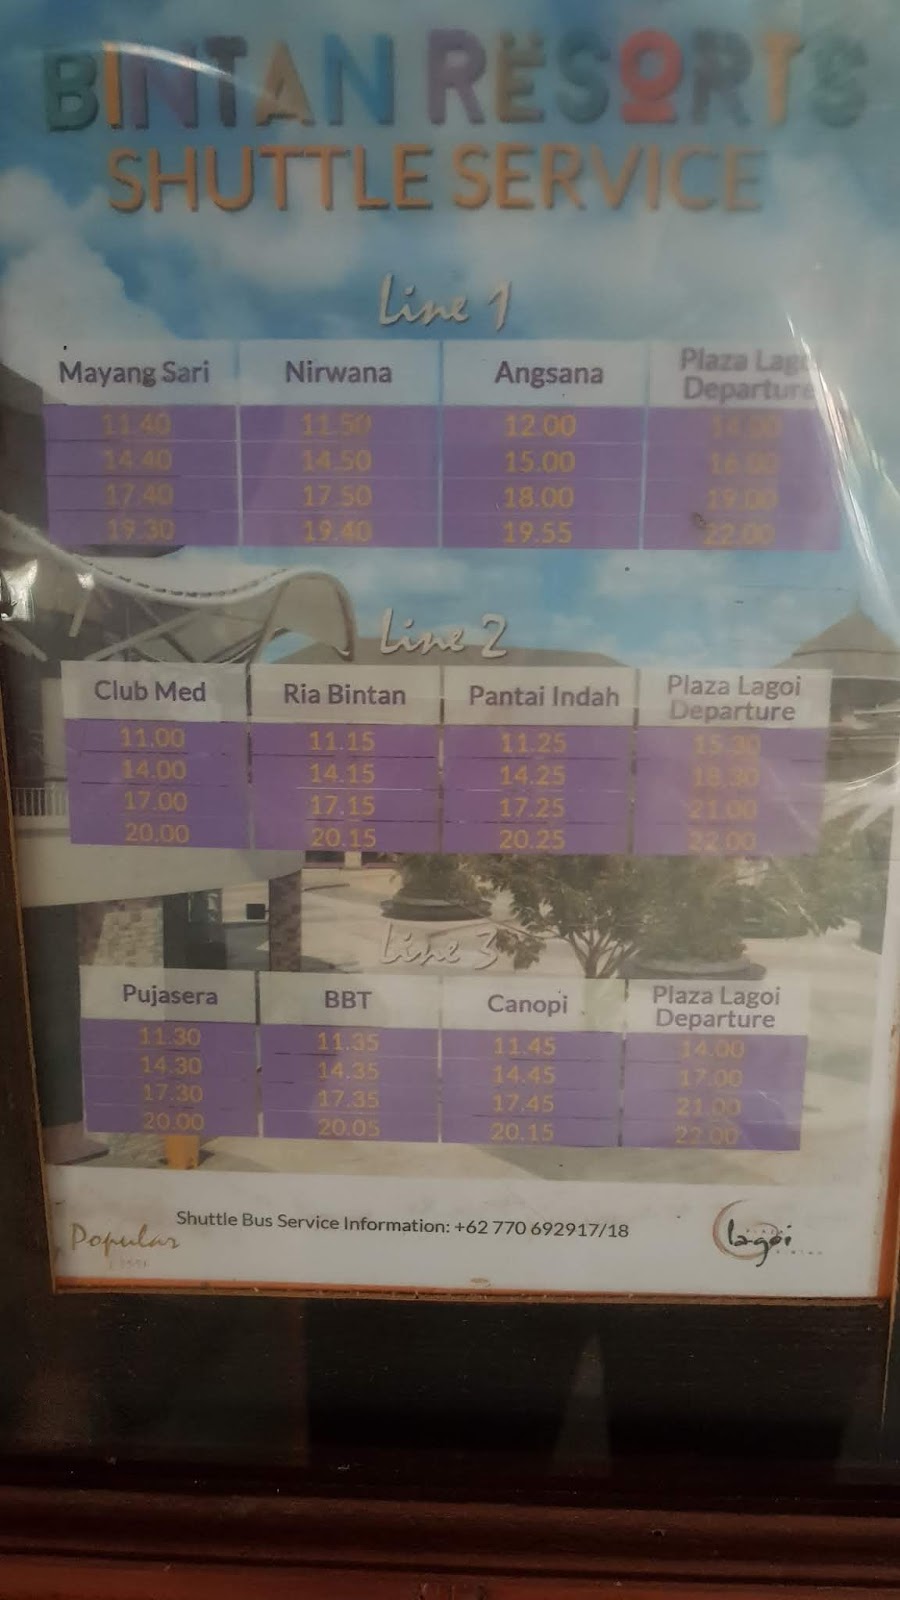 BINTAN RESORTS
SHUTTLE SERVICE
Line 1
Mayang Sari Nirwana Angsana Plaza Lagoi Departure
11.40 11.50 12.00 14.00
14.40 14.50 15.00 16.00
17.40 17.50 18.00 19.00
19.30 19.40 19.55 22.00
Line 2
Club Med Ria Bintan Pantai Indah Plaza Lagoi Departure
11.00 11.15 11.25 15.30
14.00 14.15 14.25 18.30
17.00 17.15 17.25 21.00
20.00 20.15 20.25 22.00
Line 3
Pujasera BBT Canopi Plaza Lagoi Departure
11.30 11.35 11.45 14.00
14.30 14.35 14.45 17.00
17.30 17.35 17.45 21.00
20.00 20.05 20.15 22.00
Shuttle Bus Service Information: +62 770 692917/18
Popular
Lagoi